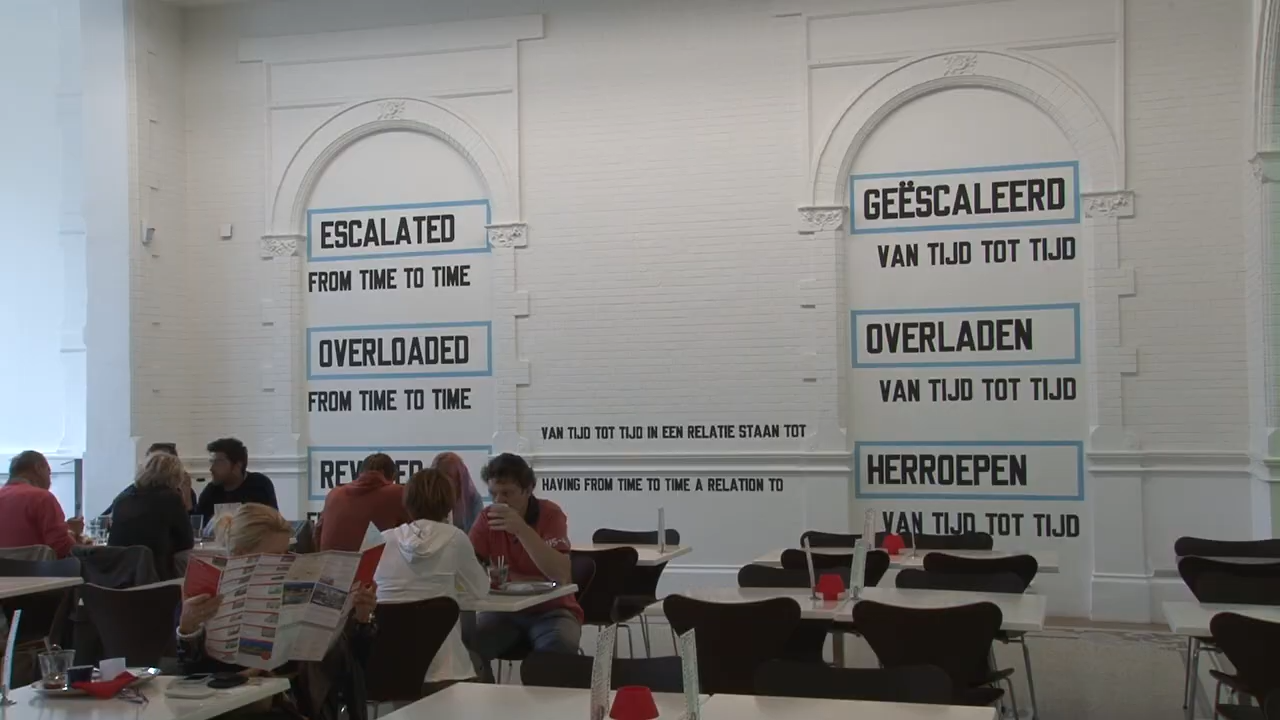 ESCALATED
FROM TIME TO TIME
OVERLOADED
FROM TIME TO TIME
VAN TIJD TOT TIJD IN EEN RELATIE STAAN TOT
HAVING FROM TIME TO TIME A RELATION TO
GEËSCALEERD
VAN TIJD TOT TIJD
OVERLADEN
VAN TIJD TOT TIJD
HERROEPEN
VAN TIJD TOT TIJD